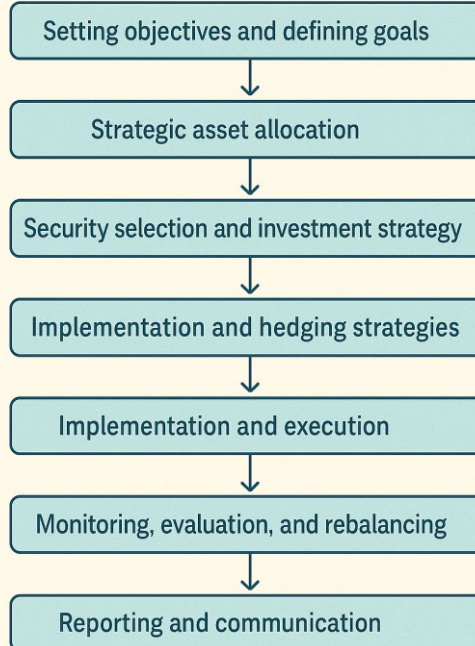 Setting objectives and defining goals
Strategic asset allocation
Security selection and investment strategy
Implementation and hedging strategies
Implementation and execution
Monitoring, evaluation, and rebalancing
Reporting and communication